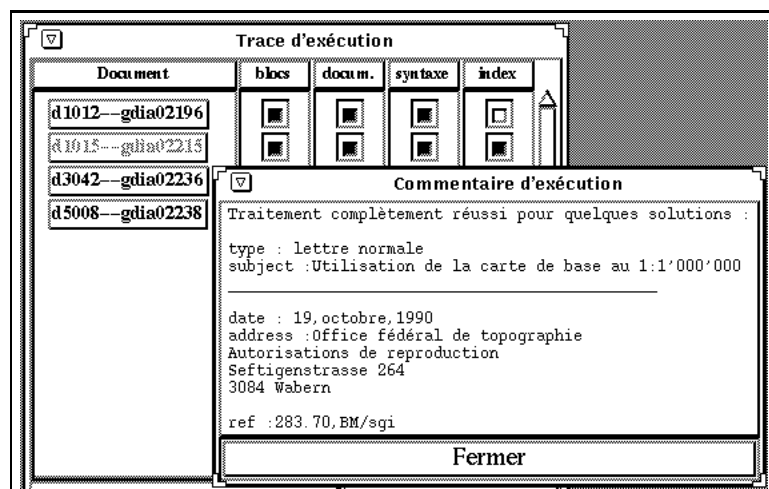 Trace d'exécution
Document blocs docum. syntaxe index
d1012--gdia02196
d1015--gdia02215
d3042--gdia02236
d5008--gdia02238
Commentaire d'exécution
Traitement complètement réussi pour quelques solutions :
type : lettre normale
subject :Utilisation de la carte de base au 1:1'000'000
date : 19,octobre,1990
address :Office fédéral de topographie
Autorisations de reproduction
Seftigenstrasse 264
3084 Wabern
ref :283.70,BM/sgi
Fermer